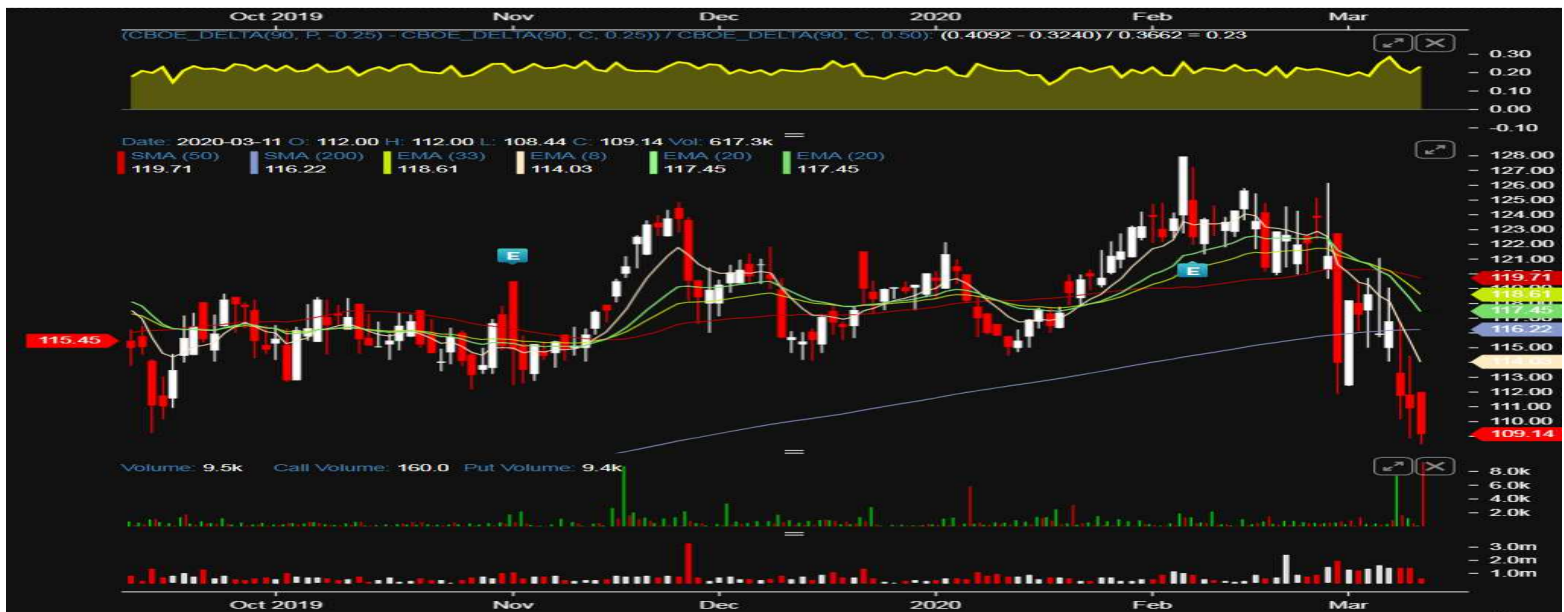 Oct 2019 Nov Dec 2020 Feb Mar
(CBOE_DELTA(90, P, -0.25) - CBOE_DELTA(90, C, 0.25)) / CBOE_DELTA(90, C, 0.50): (0.4092 - 0.3240) / 0.3662 = 0.23
0.30
0.20
0.10
0.00
-0.10
Date: 2020-03-11 O: 112.00 H: 112.00 L: 108.44 C: 109.14 Vol: 617.3k
SMA (50) SMA (200) EMA (33) EMA (8) EMA (20) EMA (20)
119.71 116.22 118.61 114.03 117.45 117.45
128.00
127.00
126.00
125.00
124.00
123.00
122.00
121.00
119.71
118.61
117.45
116.22
115.00
114.03
113.00
112.00
111.00
110.00
109.14
115.45
E
E
Volume: 9.5k Call Volume: 160.0 Put Volume: 9.4k
8.0k
6.0k
4.0k
2.0k
3.0m
2.0m
1.0m
Oct 2019 Nov Dec 2020 Feb Mar